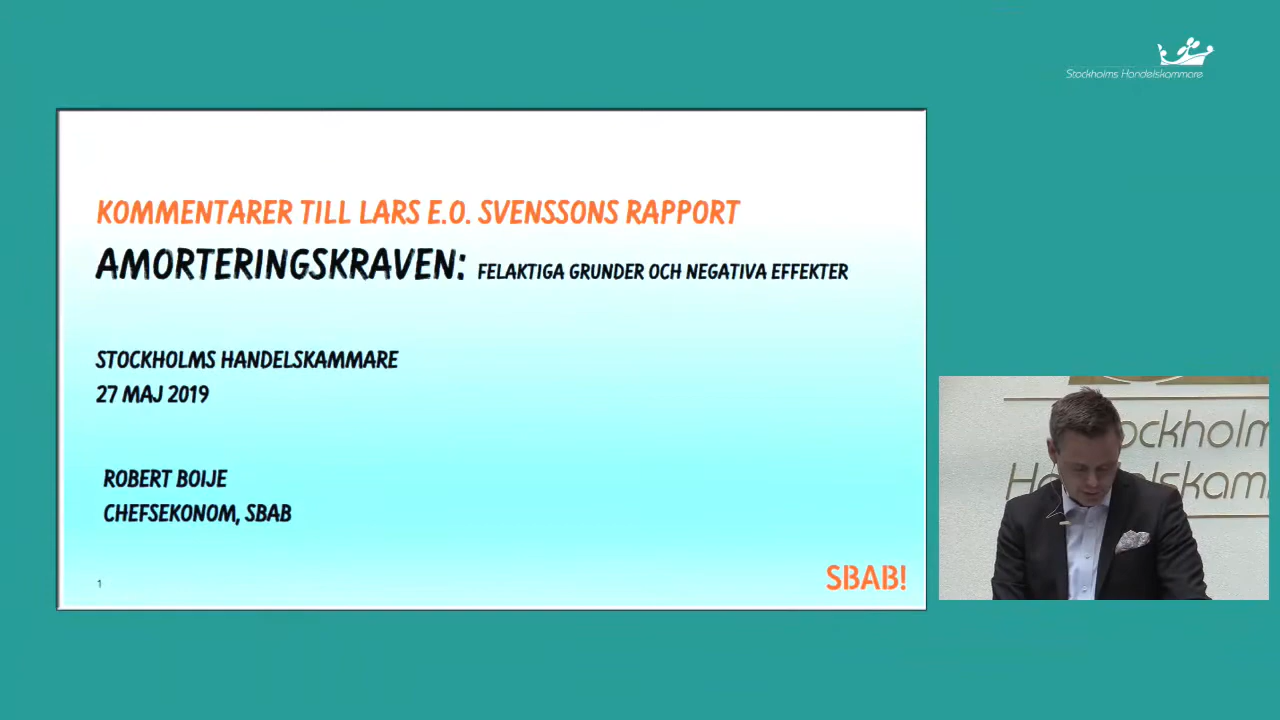 Stockholms Handelskammare
KOMMENTARER TILL LARS E.O. SVENSSONS RAPPORT
AMORTERINGSKRAVEN: FELAKTIGA GRUNDER OCH NEGATIVA EFFEKTER
STOCKHOLMS HANDELSKAMMARE
27 MAJ 2019
ROBERT BOIJE
CHEFSEKONOM, SBAB
1
SBAB!